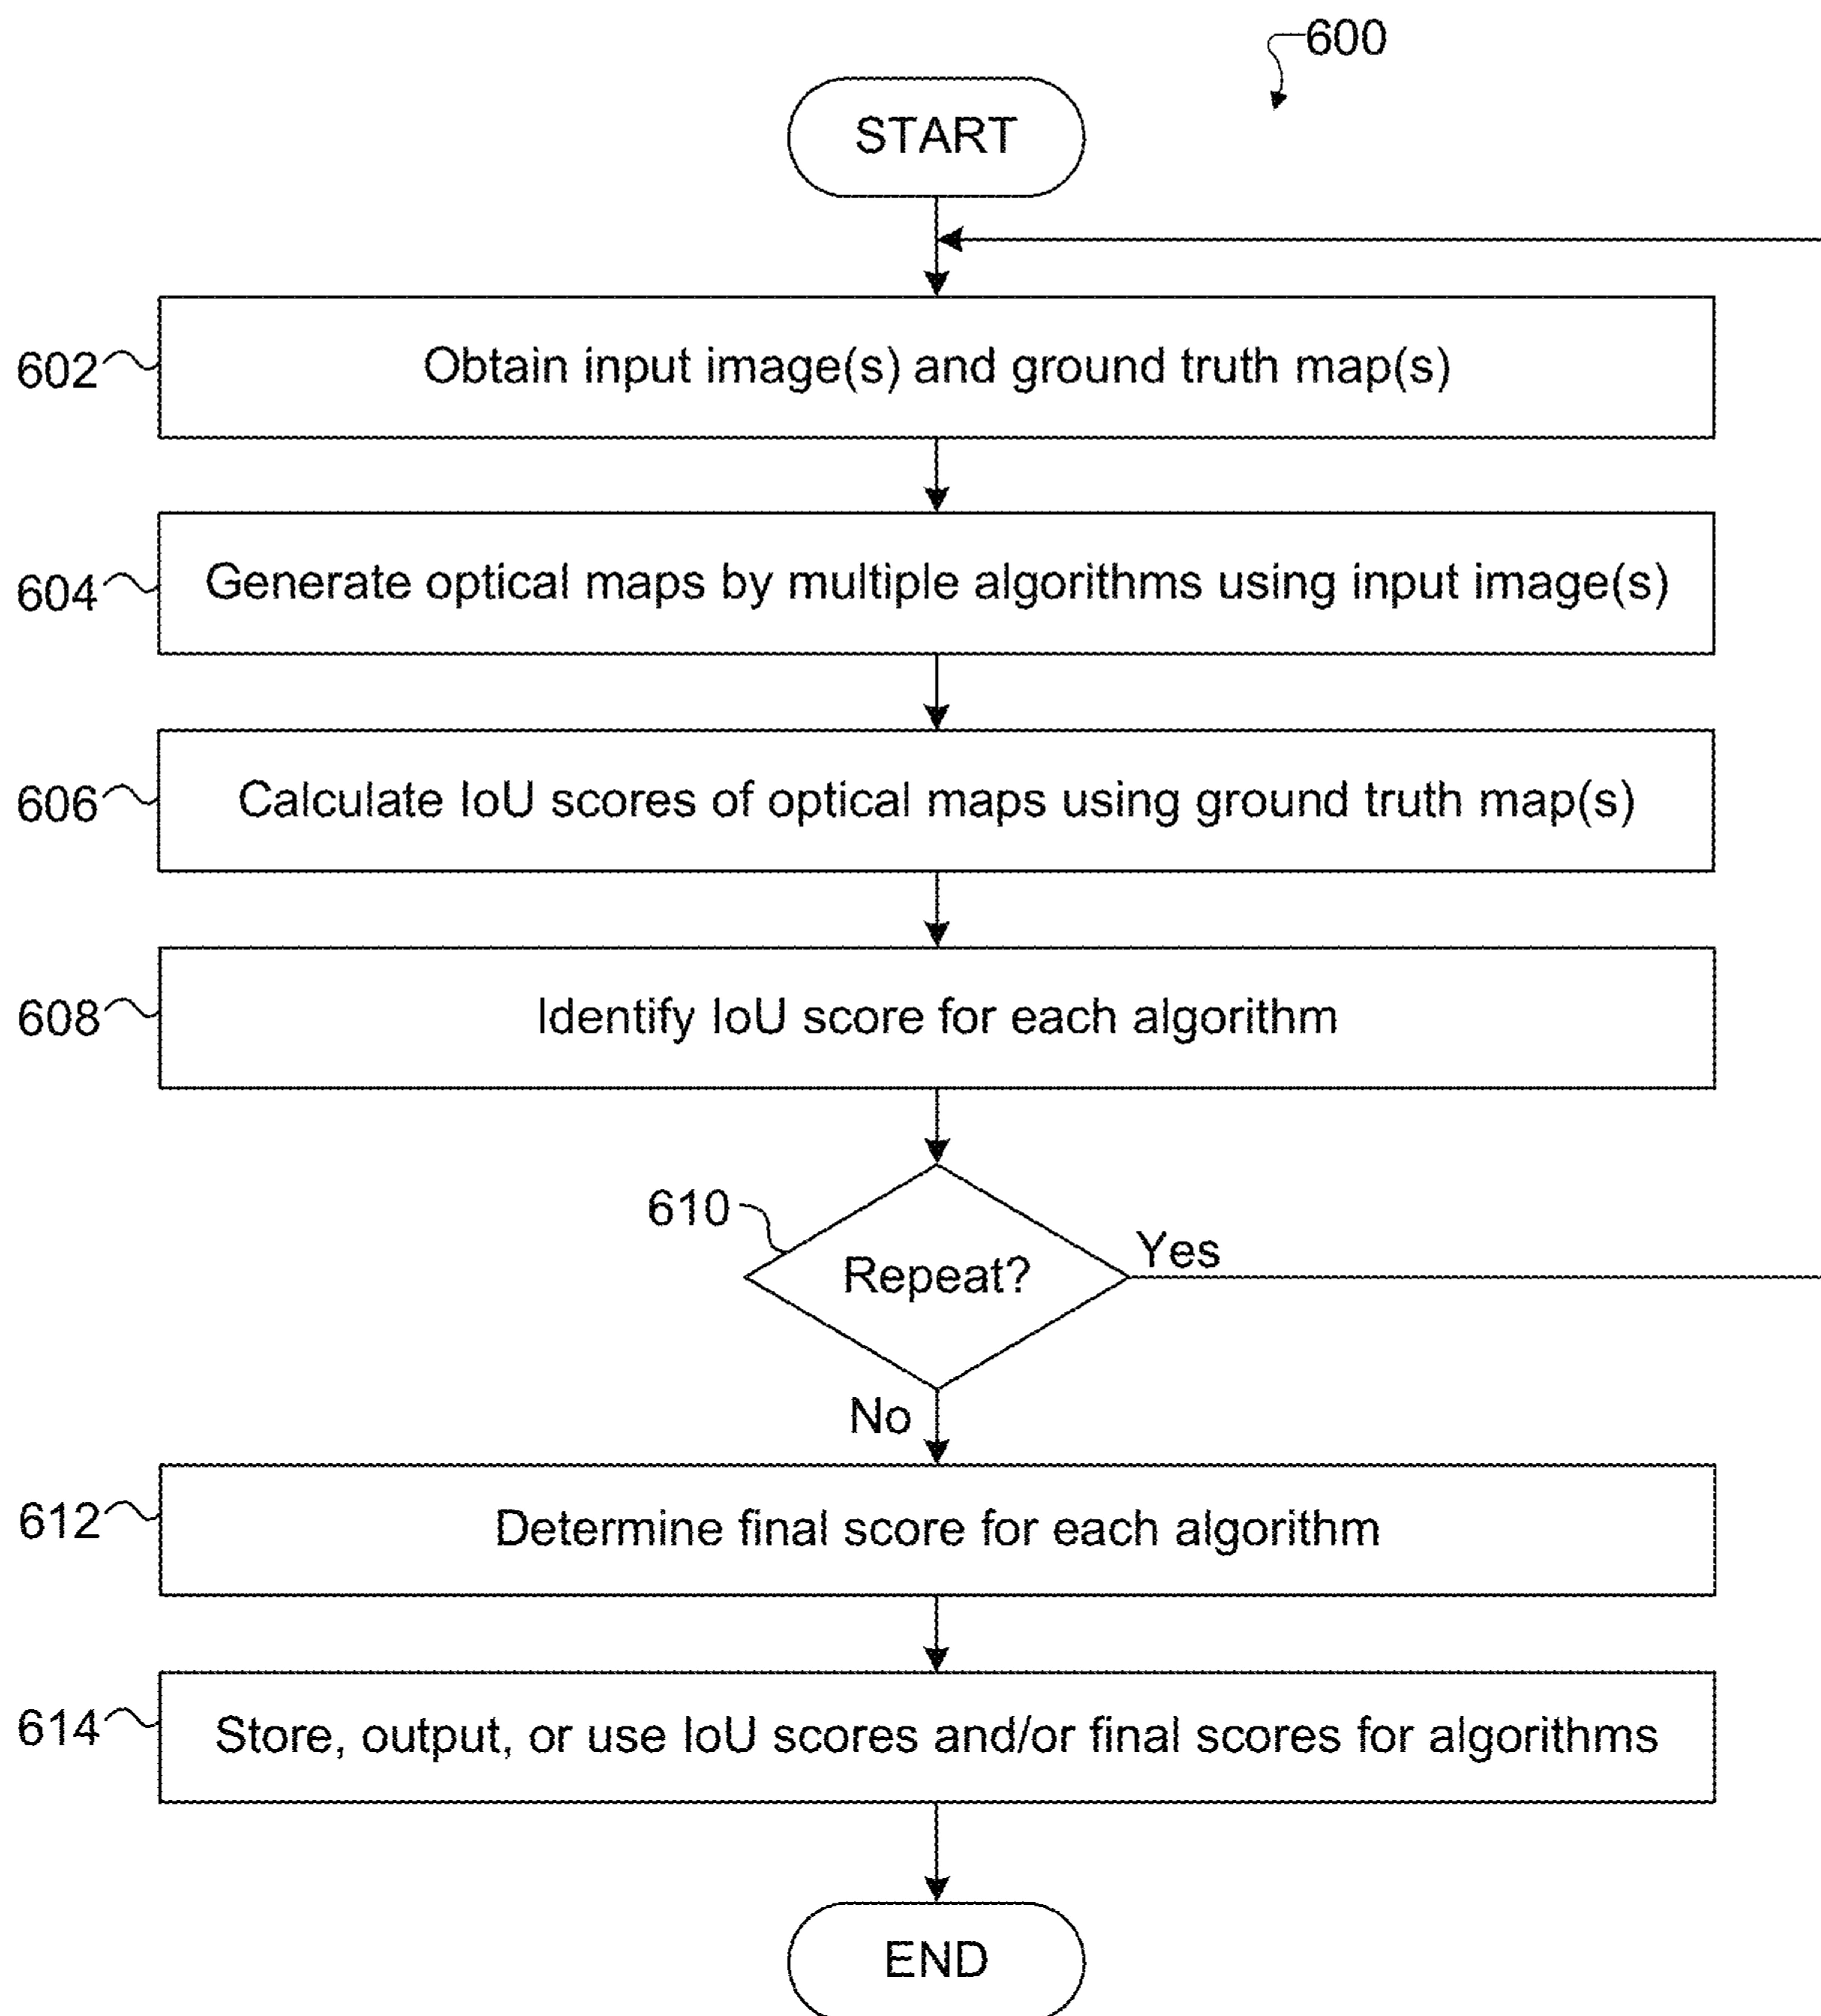 600
START
602
Obtain input image(s) and ground truth map(s)
604
Generate optical maps by multiple algorithms using input image(s)
606
Calculate IoU scores of optical maps using ground truth map(s)
608
Identify IoU score for each algorithm
610
Repeat?
Yes
No
612
Determine final score for each algorithm
614
Store, output, or use IoU scores and/or final scores for algorithms
END